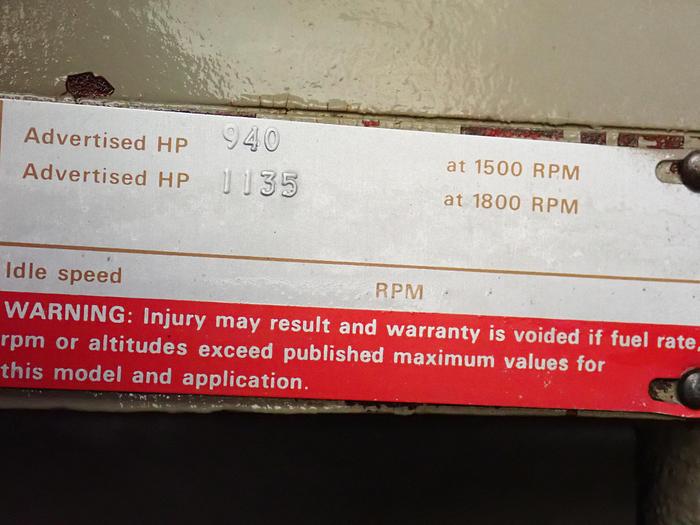 Advertised HP 940 at 1500 RPM
Advertised HP 1135 at 1800 RPM
Idle speed RPM
WARNING: Injury may result and warranty is voided if fuel rate,
rpm or altitudes exceed published maximum values for
this model and application.